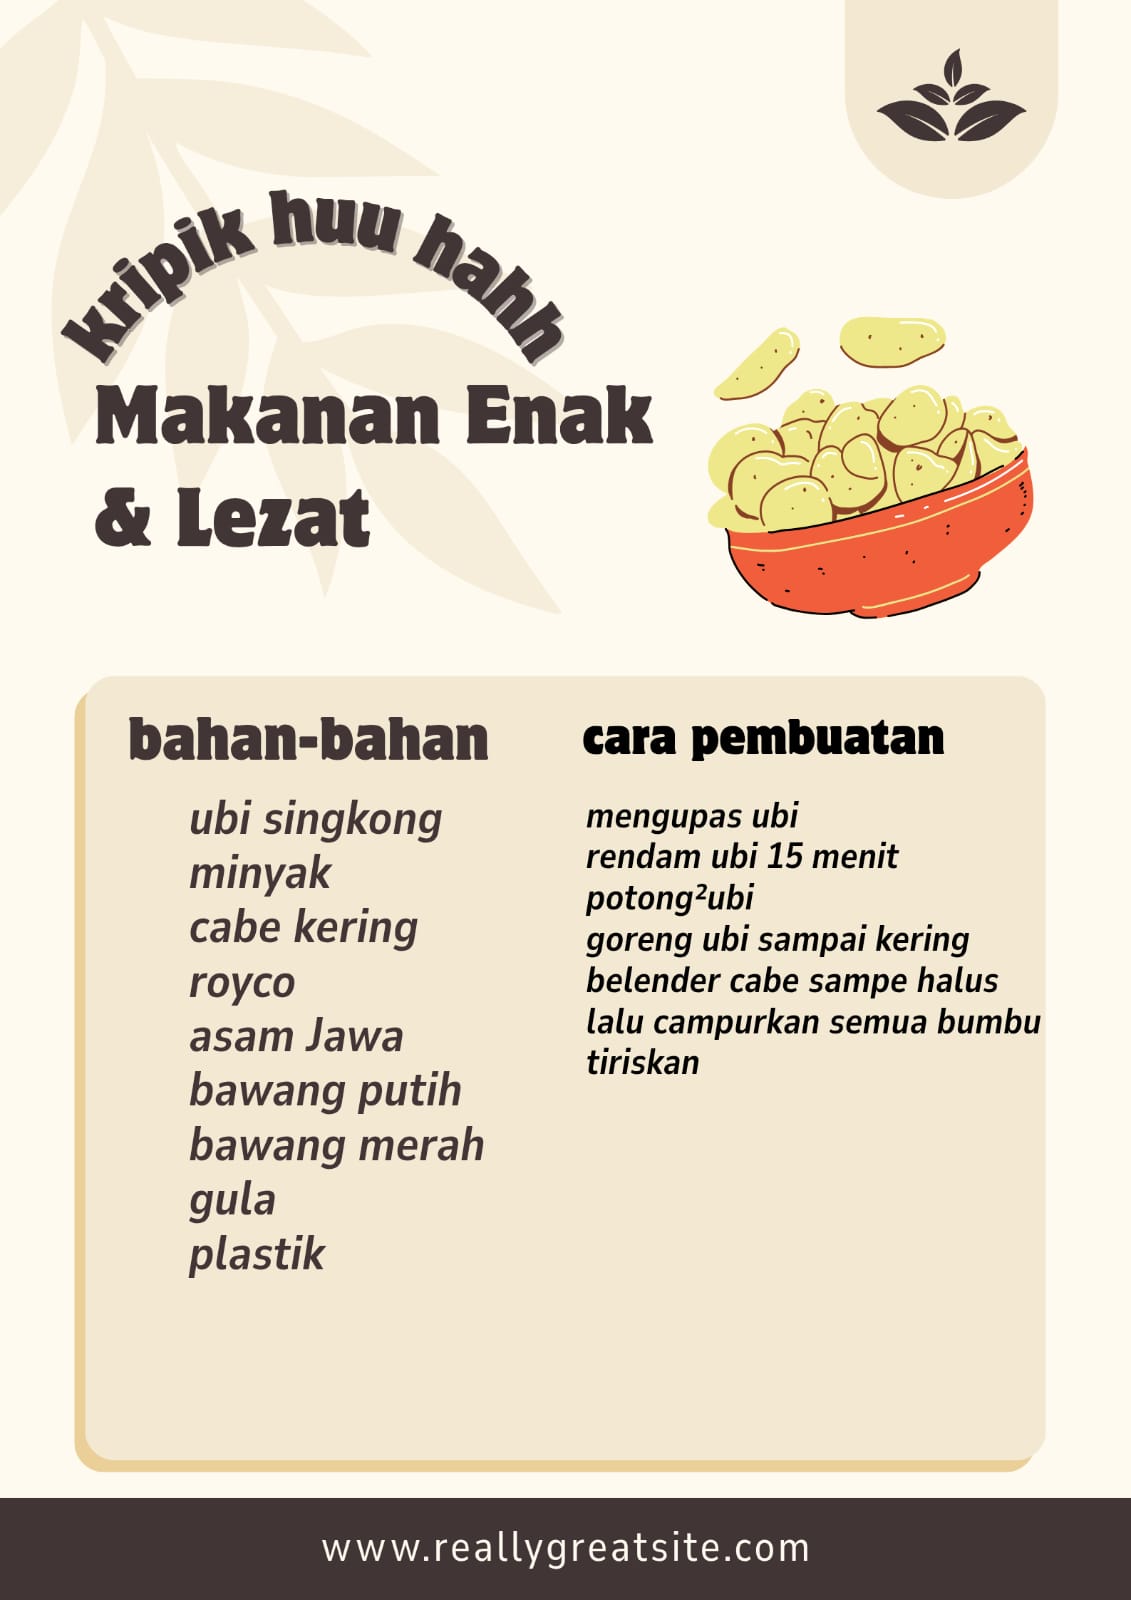 kripik huu hahh
Makanan Enak
& Lezat
bahan-bahan
ubi singkong
minyak
cabe kering
royco
asam Jawa
bawang putih
bawang merah
gula
plastik
cara pembuatan
mengupas ubi
rendam ubi 15 menit
potong²ubi
goreng ubi sampai kering
belender cabe sampe halus
lalu campurkan semua bumbu
tiriskan
www.reallygreatsite.com